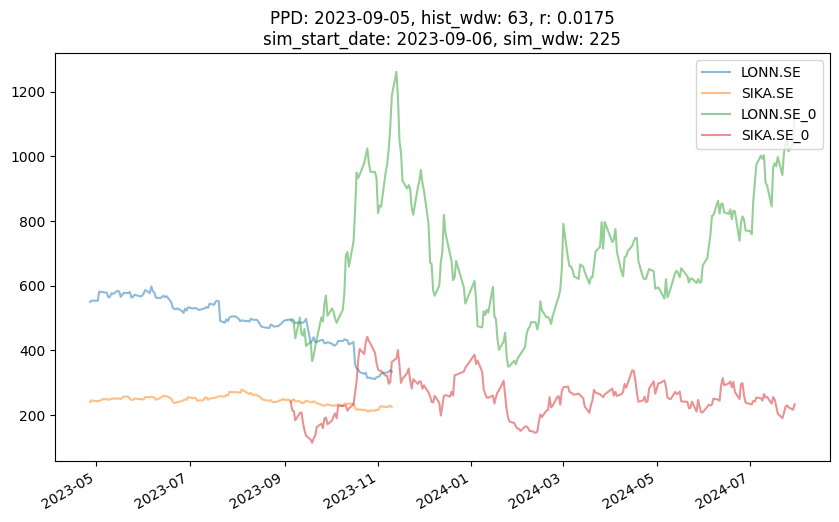 PPD: 2023-09-05, hist_wdw: 63, r: 0.0175
sim_start_date: 2023-09-06, sim_wdw: 225
LONN.SE
SIKA.SE
LONN.SE_0
SIKA.SE_0
1200
1000
800
600
400
200
2023-05
2023-07
2023-09
2023-11
2024-01
2024-03
2024-05
2024-07